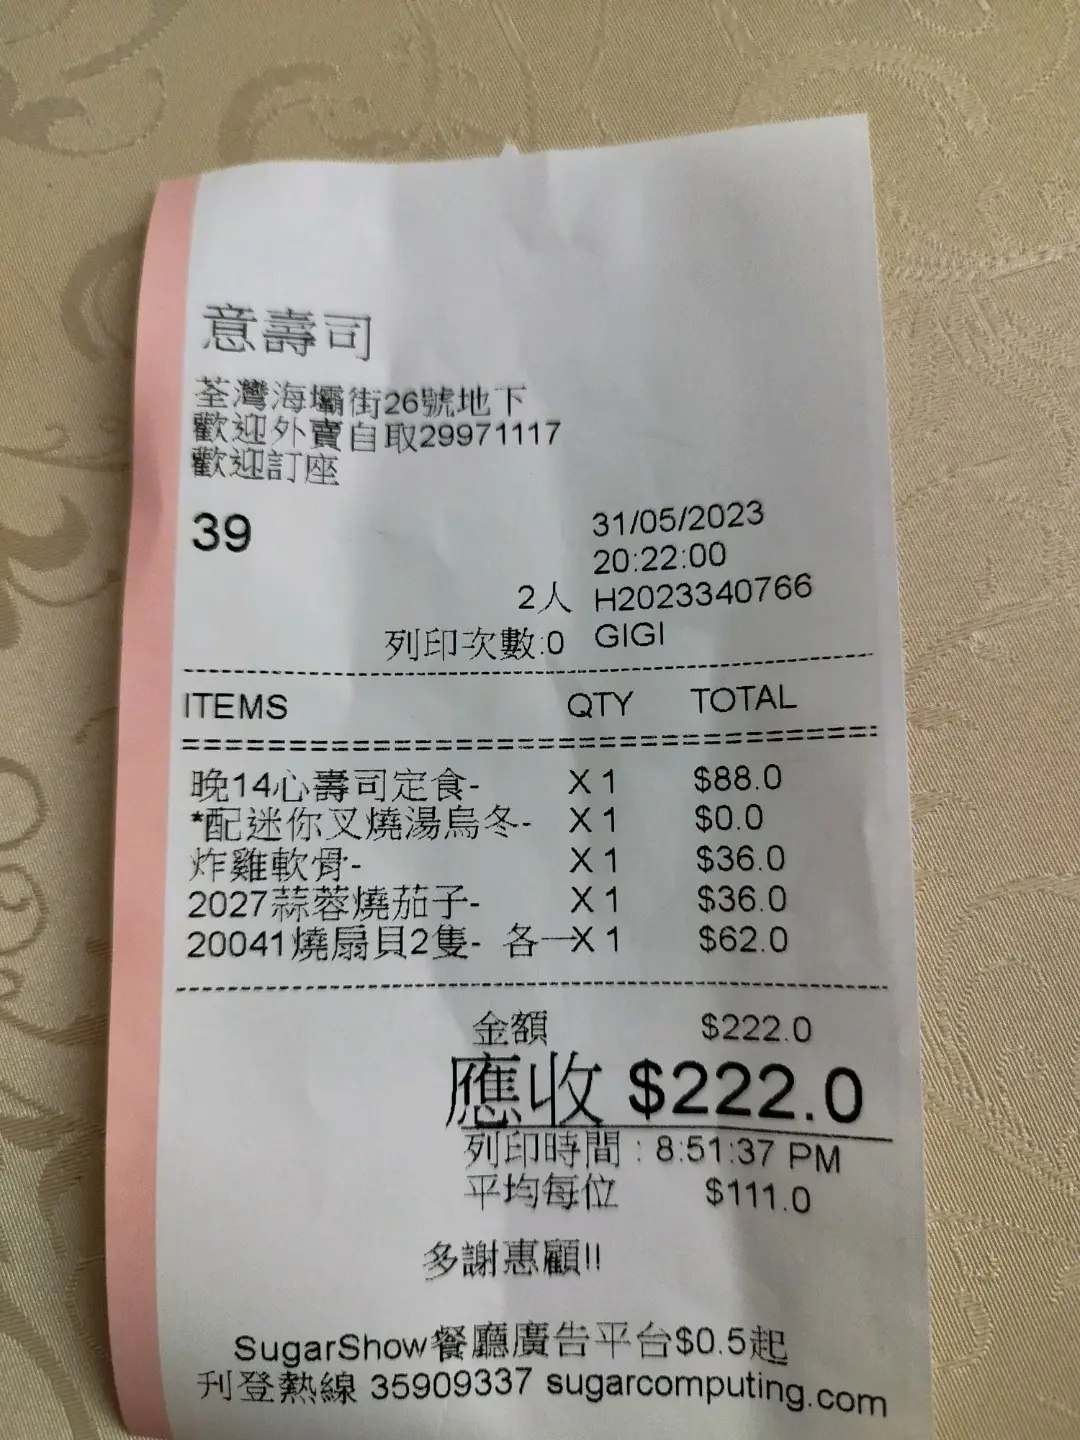 意壽司
荃灣海壩街26號地下
歡迎外賣自取29971117
歡迎訂座
39
31/05/2023
20:22:00
2人 H2023340766
列印次數:0 GIGI
ITEMS QTY TOTAL
晚14心壽司定食- X 1 $88.0
*配迷你叉燒湯烏冬- X 1 $0.0
炸雞軟骨- X 1 $36.0
2027蒜蓉燒茄子- X 1 $36.0
20041燒扇貝2隻- 各一X 1 $62.0
金額 $222.0
應收 $222.0
列印時間 : 8:51:37 PM
平均每位 $111.0
多謝惠顧!!
SugarShow餐廳廣告平台$0.5起
刋登熱線 35909337 sugarcomputing.com